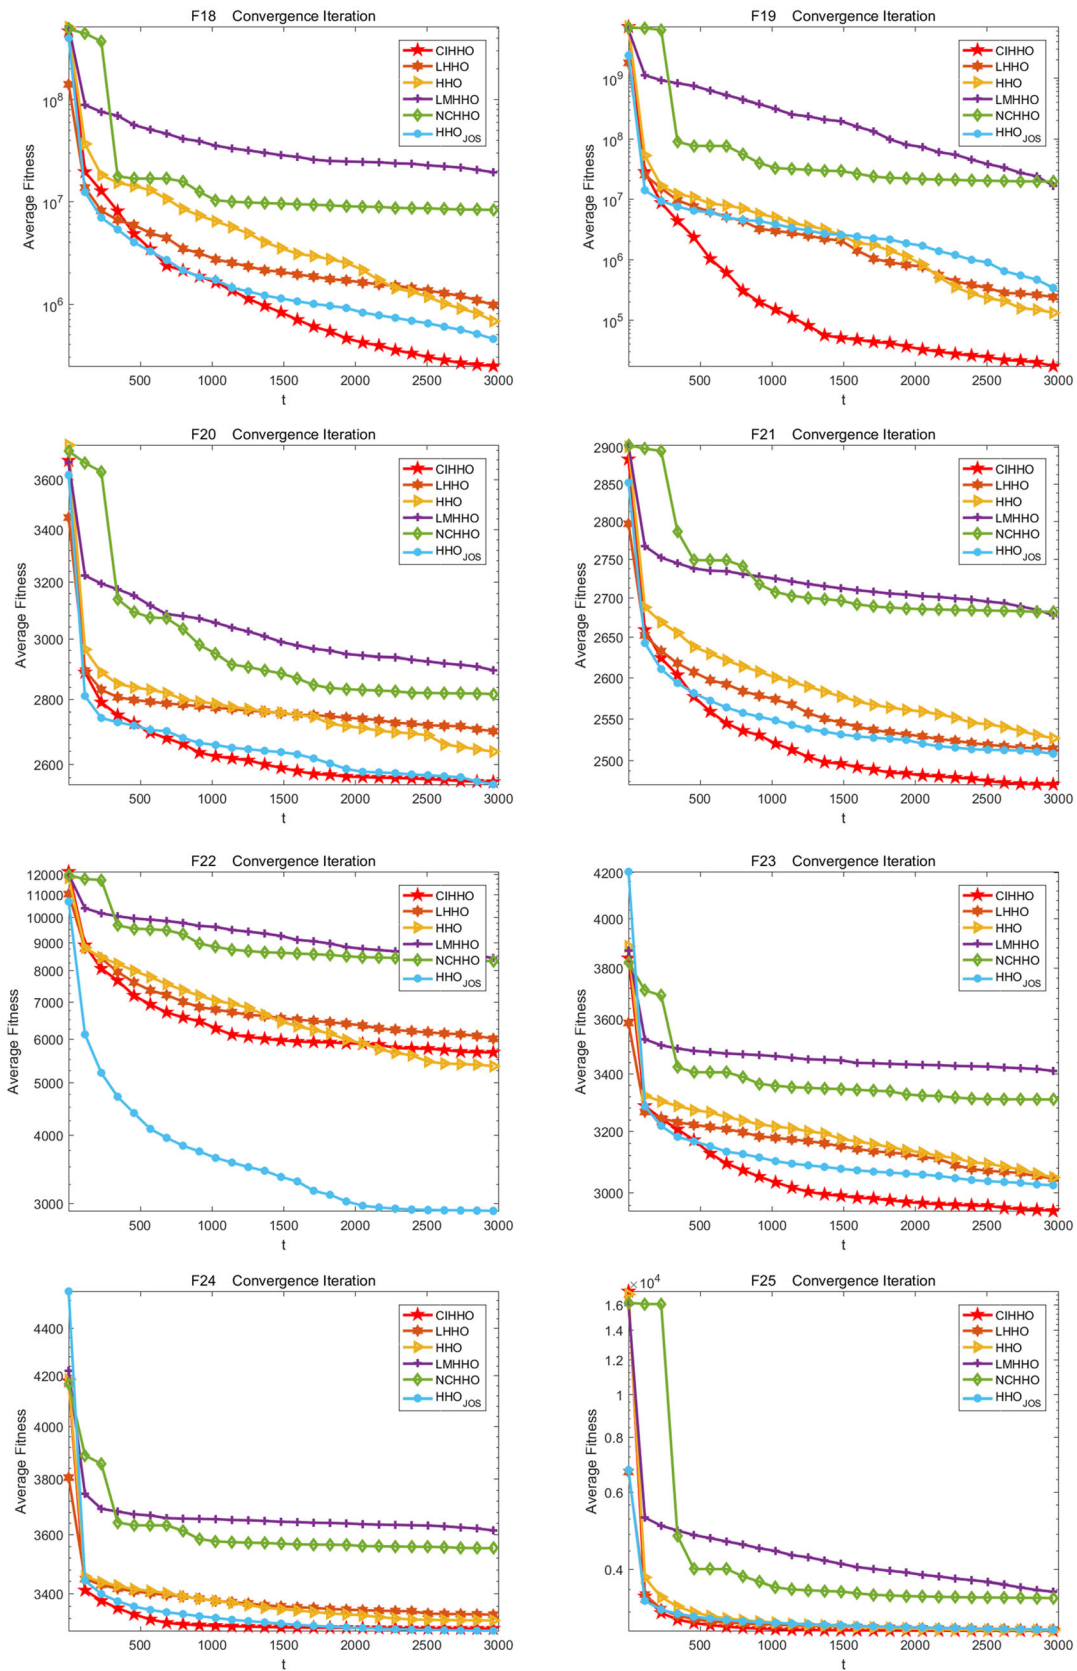 F18 Convergence Iteration
Average Fitness
10^8
10^7
10^6
500 1000 1500 2000 2500 3000
t
CIHHO
LHHO
HHO
LMHHO
NCHHO
HHO_JOS
F19 Convergence Iteration
Average Fitness
10^9
10^8
10^7
10^6
10^5
500 1000 1500 2000 2500 3000
t
CIHHO
LHHO
HHO
LMHHO
NCHHO
HHO_JOS
F20 Convergence Iteration
Average Fitness
3600
3400
3200
3000
2800
2600
500 1000 1500 2000 2500 3000
t
CIHHO
LHHO
HHO
LMHHO
NCHHO
HHO_JOS
F21 Convergence Iteration
Average Fitness
2900
2850
2800
2750
2700
2650
2600
2550
2500
500 1000 1500 2000 2500 3000
t
CIHHO
LHHO
HHO
LMHHO
NCHHO
HHO_JOS
F22 Convergence Iteration
Average Fitness
12000
11000
10000
9000
8000
7000
6000
5000
4000
3000
500 1000 1500 2000 2500 3000
t
CIHHO
LHHO
HHO
LMHHO
NCHHO
HHO_JOS
F23 Convergence Iteration
Average Fitness
4200
4000
3800
3600
3400
3200
3000
500 1000 1500 2000 2500 3000
t
CIHHO
LHHO
HHO
LMHHO
NCHHO
HHO_JOS
F24 Convergence Iteration
Average Fitness
4400
4200
4000
3800
3600
3400
500 1000 1500 2000 2500 3000
t
CIHHO
LHHO
HHO
LMHHO
NCHHO
HHO_JOS
F25 Convergence Iteration
×10^4
Average Fitness
1.6
1.4
1.2
1
0.8
0.6
0.4
500 1000 1500 2000 2500 3000
t
CIHHO
LHHO
HHO
LMHHO
NCHHO
HHO_JOS